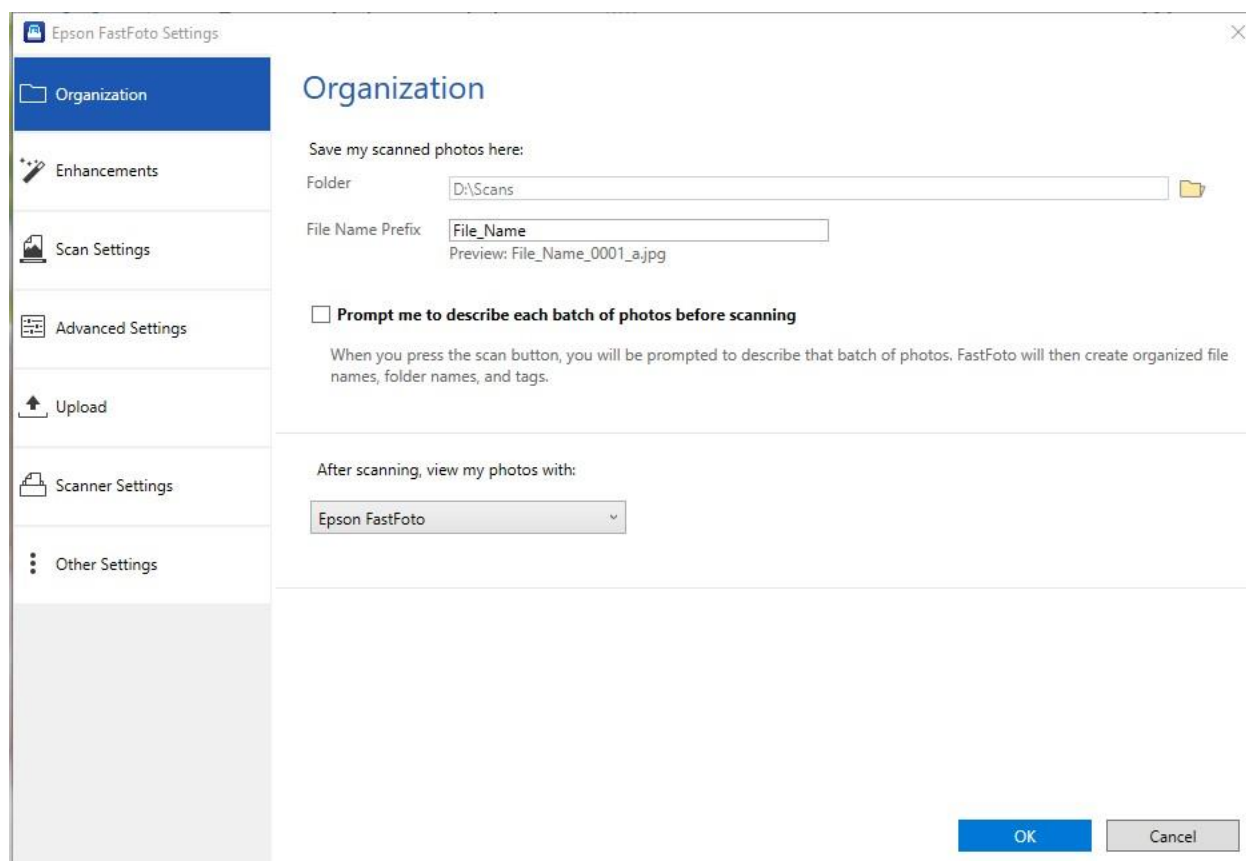 Epson FastFoto Settings
Organization
Enhancements
Scan Settings
Advanced Settings
Upload
Scanner Settings
Other Settings
Organization
Save my scanned photos here:
Folder
D:\Scans
File Name Prefix
File_Name
Preview: File_Name_0001_a.jpg
Prompt me to describe each batch of photos before scanning
When you press the scan button, you will be prompted to describe that batch of photos. FastFoto will then create organized file
names, folder names, and tags.
After scanning, view my photos with:
Epson FastFoto
OK
Cancel